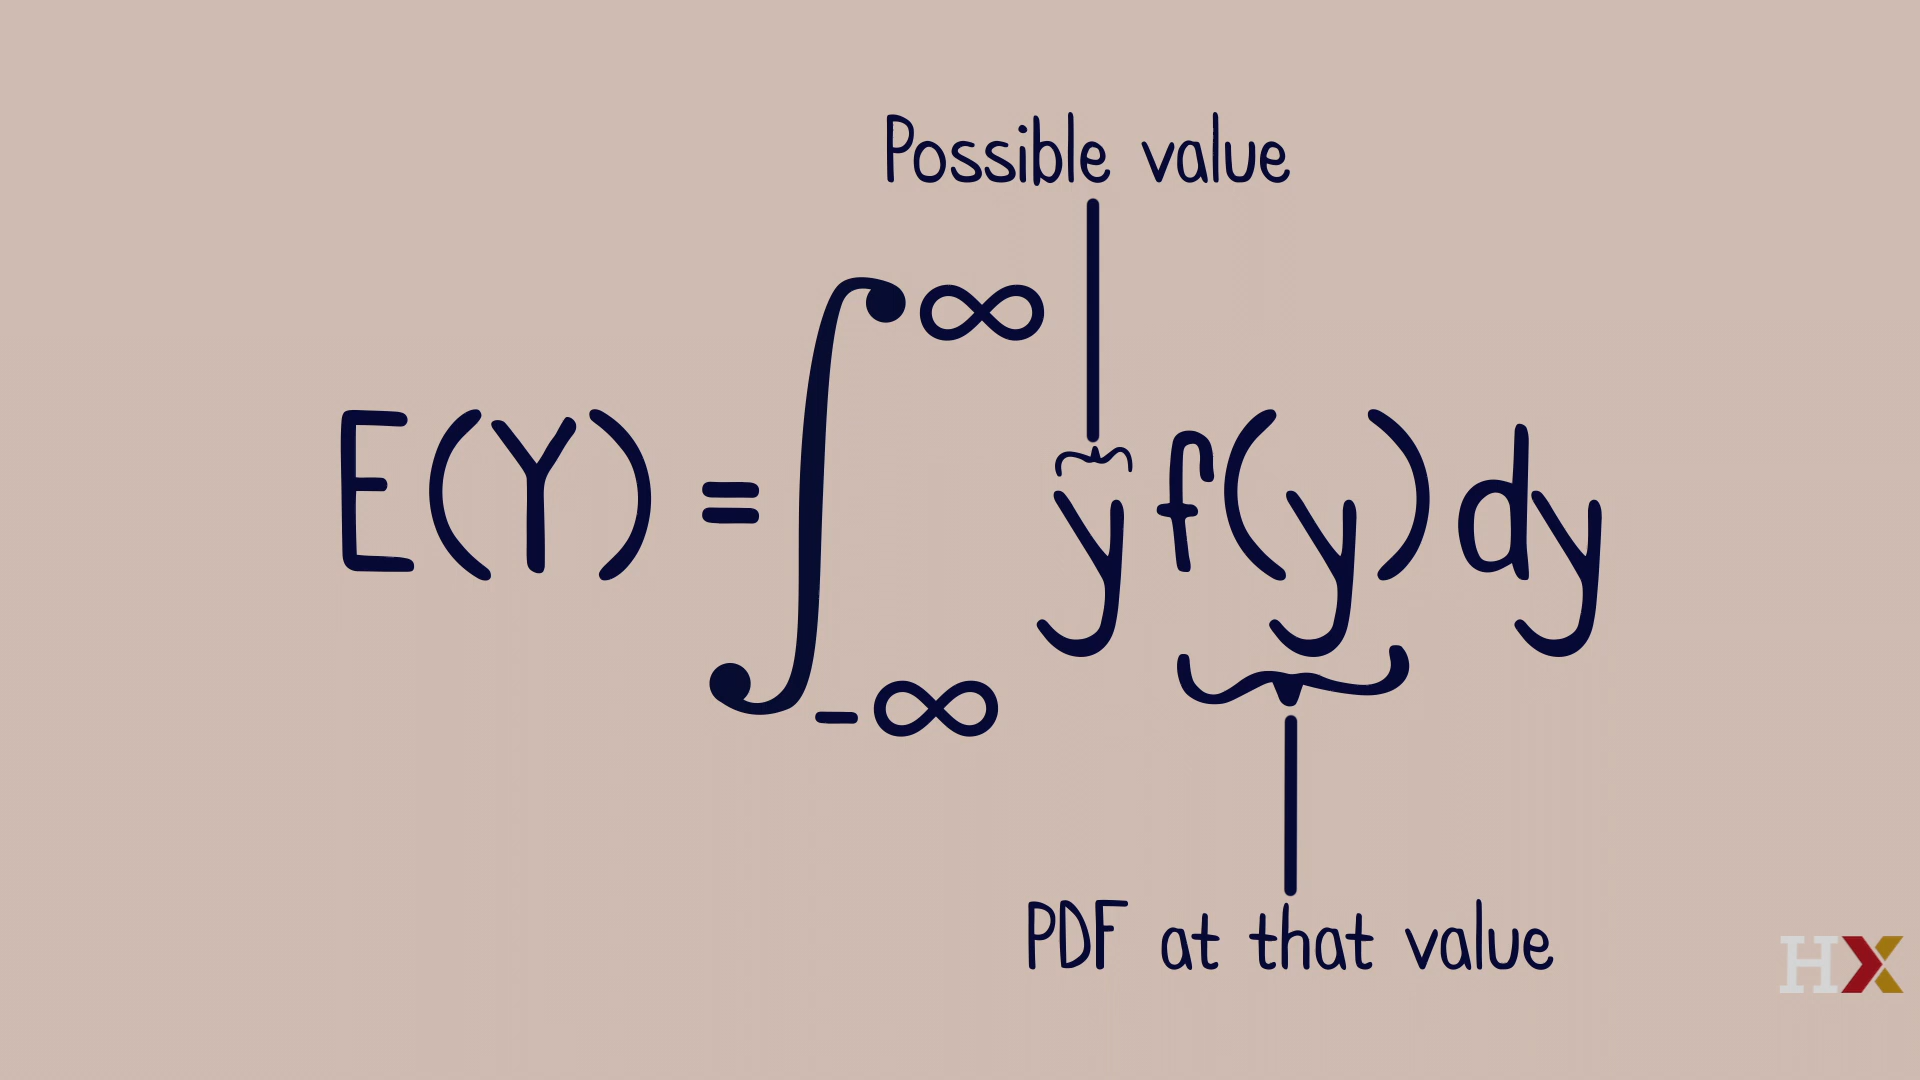 Possible value
E(Y) = ∫_{-∞}^{∞} y f(y) dy
PDF at that value
HX